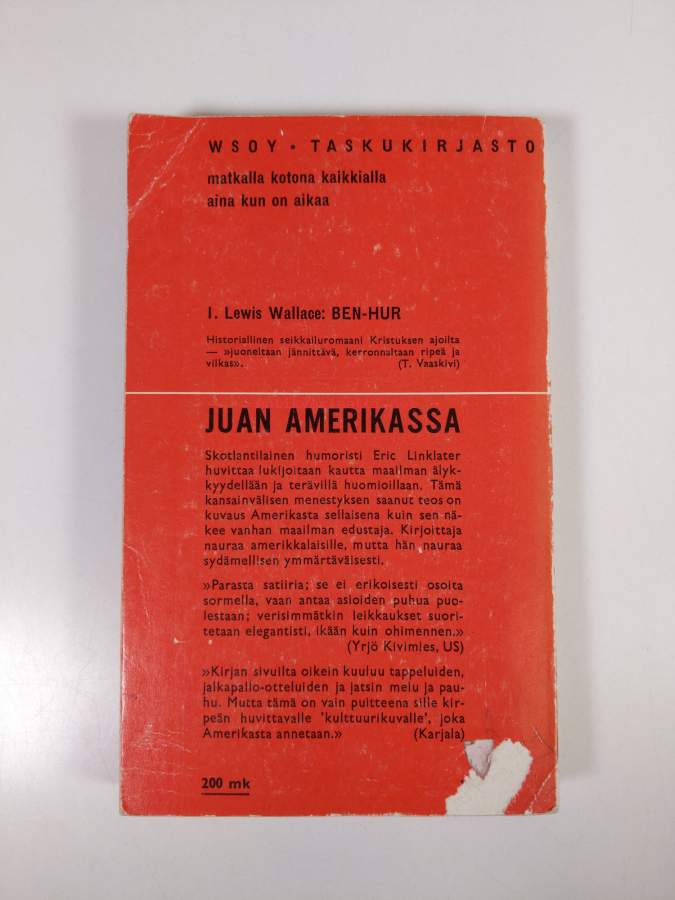 WSOY • TASKUKIRJASTO
matkalla kotona kaikkialla
aina kun on aikaa
1. Lewis Wallace: BEN-HUR
Historiallinen seikkailuromaani Kristuksen ajoilta
— »juoneltaan jännittävä, kerronnaltaan ripeä ja
vilkas». (T. Vaaskivi)
JUAN AMERIKASSA
Skotlantilainen humoristi Eric Linklater
huvittaa lukijoitaan kautta maailman älyk-
kyydellään ja terävillä huomioillaan. Tämä
kansainvälisen menestyksen saanut teos on
kuvaus Amerikasta sellaisena kuin sen nä-
kee vanhan maailman edustaja. Kirjoittaja
nauraa amerikkalaisille, mutta hän nauraa
sydämellisen ymmärtäväisesti.
»Parasta satiiria; se ei erikoisesti osoita
sormella, vaan antaa asioiden puhua puo-
lestaan; verisimmätkin leikkaukset suori-
tetaan elegantisti, ikään kuin ohimennen.»
(Yrjö Kivimies, US)
»Kirjan sivuilta oikein kuuluu tappeluiden,
jalkapallo-otteluiden ja jatsin melu ja pau-
hu. Mutta tämä on vain puitteena sille kir-
peän huvittavalle 'kulttuurikuvalle', joka
Amerikasta annetaan.» (Karjala)
200 mk